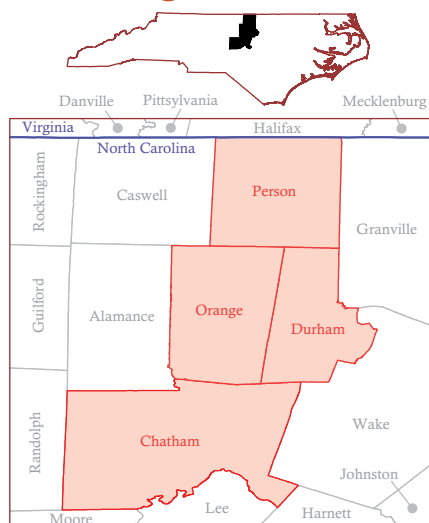 Danville
Pittsylvania
Mecklenburg
Virginia
Halifax
North Carolina
Rockingham
Caswell
Person
Granville
Guilford
Alamance
Orange
Durham
Randolph
Chatham
Wake
Johnston
Moore
Lee
Harnett